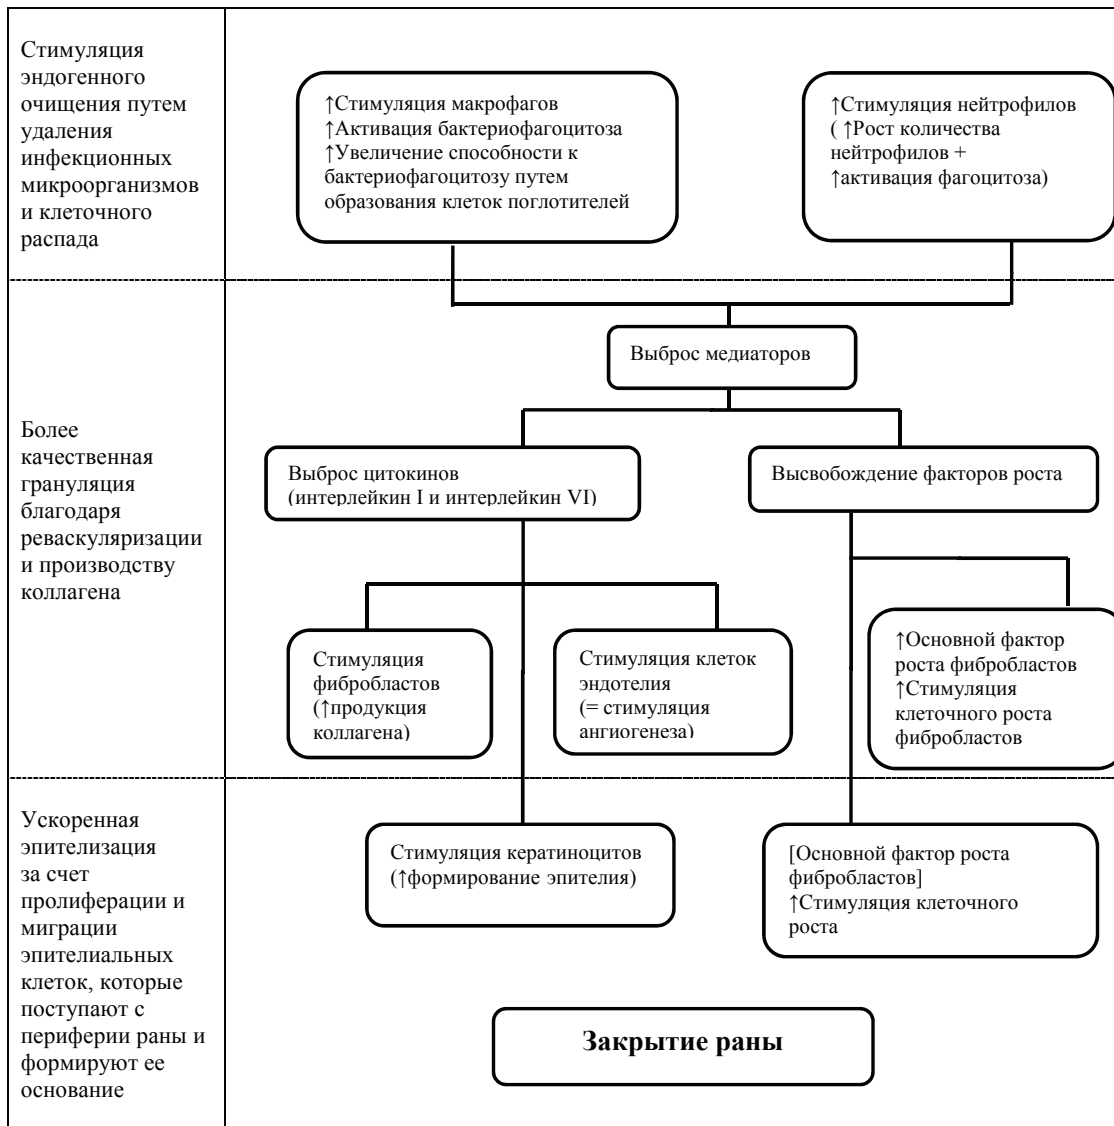 Стимуляция
эндогенного
очищения путем
удаления
инфекционных
микроорганизмов
и клеточного
распада
↑Стимуляция макрофагов
↑Активация бактериофагоцитоза
↑Увеличение способности к
бактериофагоцитозу путем
образования клеток поглотителей
↑Стимуляция нейтрофилов
( ↑Рост количества
нейтрофилов +
↑активация фагоцитоза)
Более
качественная
грануляция
благодаря
реваскуляризации
и производству
коллагена
Выброс медиаторов
Выброс цитокинов
(интерлейкин I и интерлейкин VI)
Высвобождение факторов роста
Стимуляция
фибробластов
(↑продукция
коллагена)
Стимуляция клеток
эндотелия
(= стимуляция
ангиогенеза)
↑Основной фактор
роста фибробластов
↑Стимуляция
клеточного роста
фибробластов
Ускоренная
эпителизация
за счет
пролиферации и
миграции
эпителиальных
клеток, которые
поступают с
периферии раны и
формируют ее
основание
Стимуляция кератиноцитов
(↑формирование эпителия)
[Основной фактор роста
фибробластов]
↑Стимуляция клеточного
роста
Закрытие раны